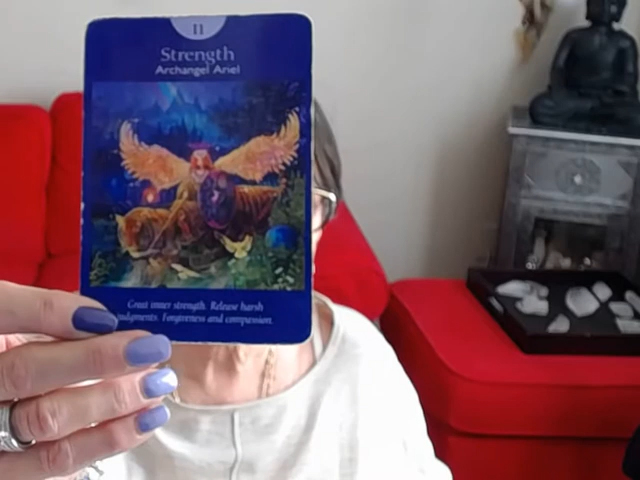 11
Strength
Archangel Ariel
Great inner strength. Release harsh
judgments. Forgiveness and compassion.